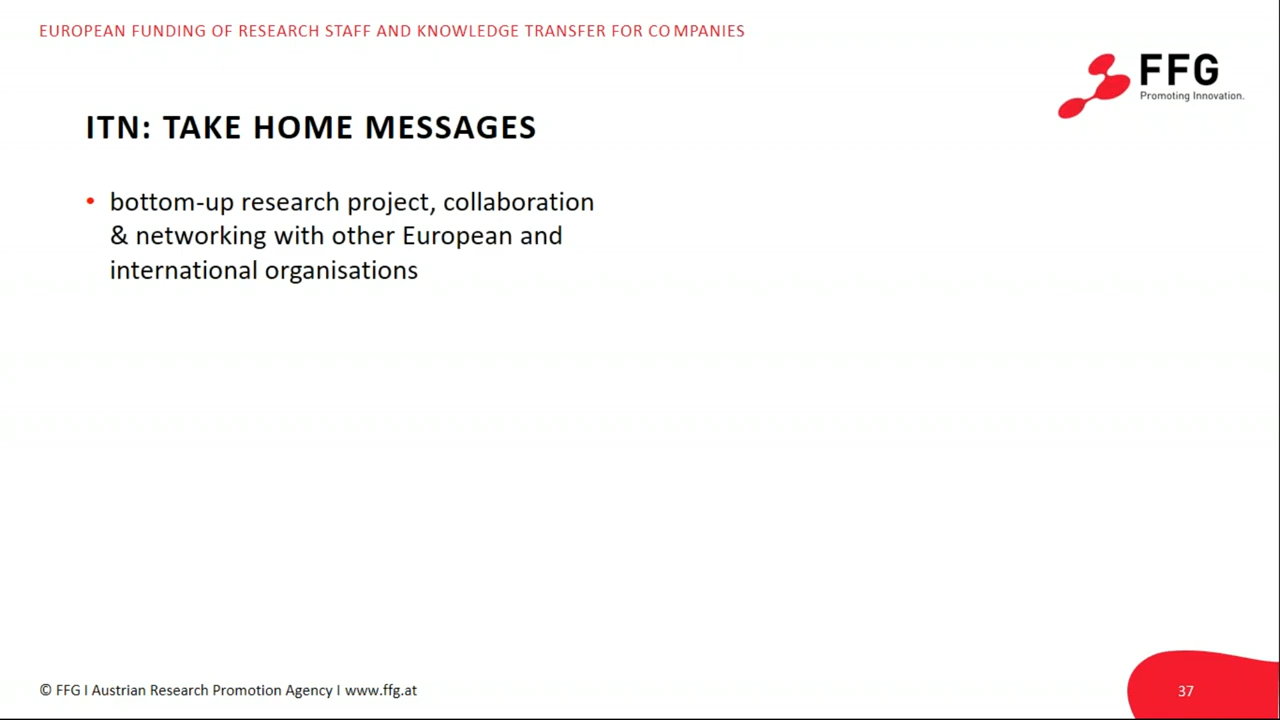 EUROPEAN FUNDING OF RESEARCH STAFF AND KNOWLEDGE TRANSFER FOR COMPANIES
FFG
Promoting Innovation.
ITN: TAKE HOME MESSAGES
• bottom-up research project, collaboration
& networking with other European and
international organisations
© FFG I Austrian Research Promotion Agency I www.ffg.at
37